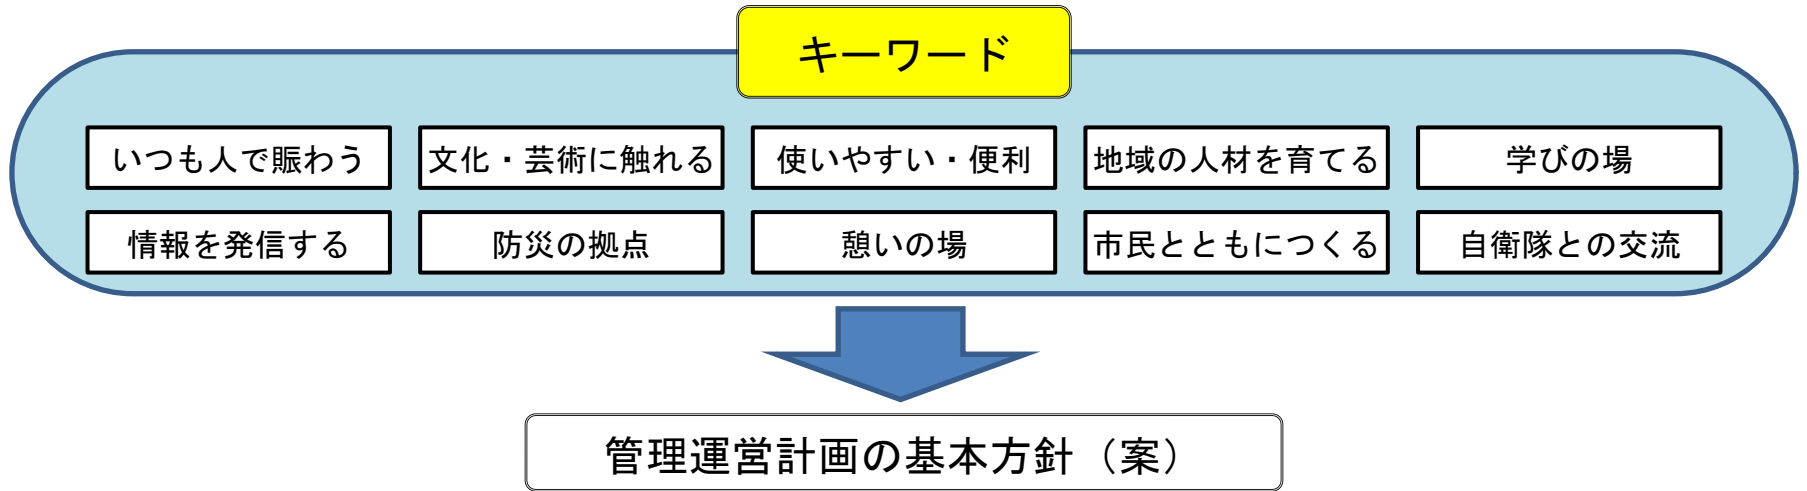 キーワード
いつも人で賑わう
文化・芸術に触れる
使いやすい・便利
地域の人材を育てる
学びの場
情報を発信する
防災の拠点
憩いの場
市民とともにつくる
自衛隊との交流
管理運営計画の基本方針（案）